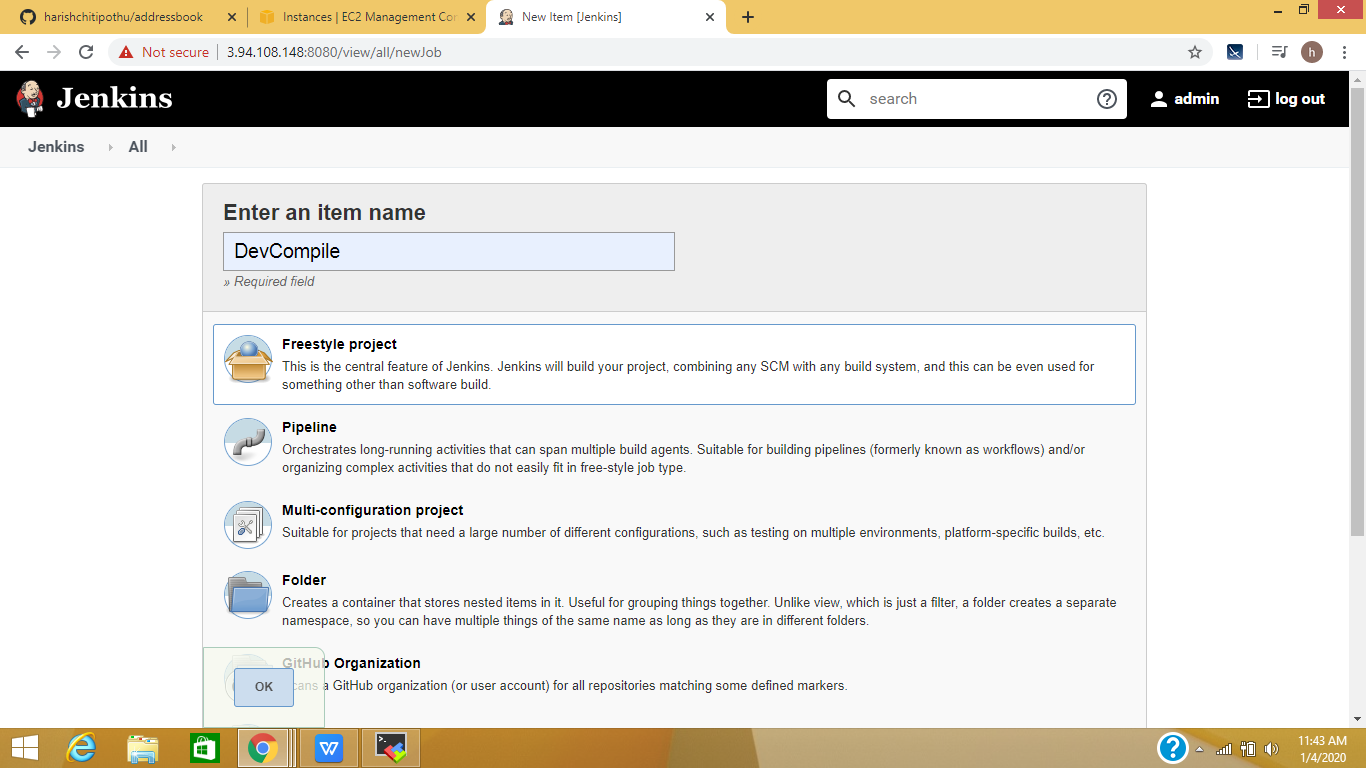 harishchitipothu/addressbook
Instances | EC2 Management Con
New Item [Jenkins]
Not secure
3.94.108.148:8080/view/all/newJob
h
Jenkins
search
admin
log out
Jenkins
All
Enter an item name
DevCompile
» Required field
Freestyle project
This is the central feature of Jenkins. Jenkins will build your project, combining any SCM with any build system, and this can be even used for
something other than software build.
Pipeline
Orchestrates long-running activities that can span multiple build agents. Suitable for building pipelines (formerly known as workflows) and/or
organizing complex activities that do not easily fit in free-style job type.
Multi-configuration project
Suitable for projects that need a large number of different configurations, such as testing on multiple environments, platform-specific builds, etc.
Folder
Creates a container that stores nested items in it. Useful for grouping things together. Unlike view, which is just a filter, a folder creates a separate
namespace, so you can have multiple things of the same name as long as they are in different folders.
GitHub Organization
Scans a GitHub organization (or user account) for all repositories matching some defined markers.
OK
11:43 AM
1/4/2020